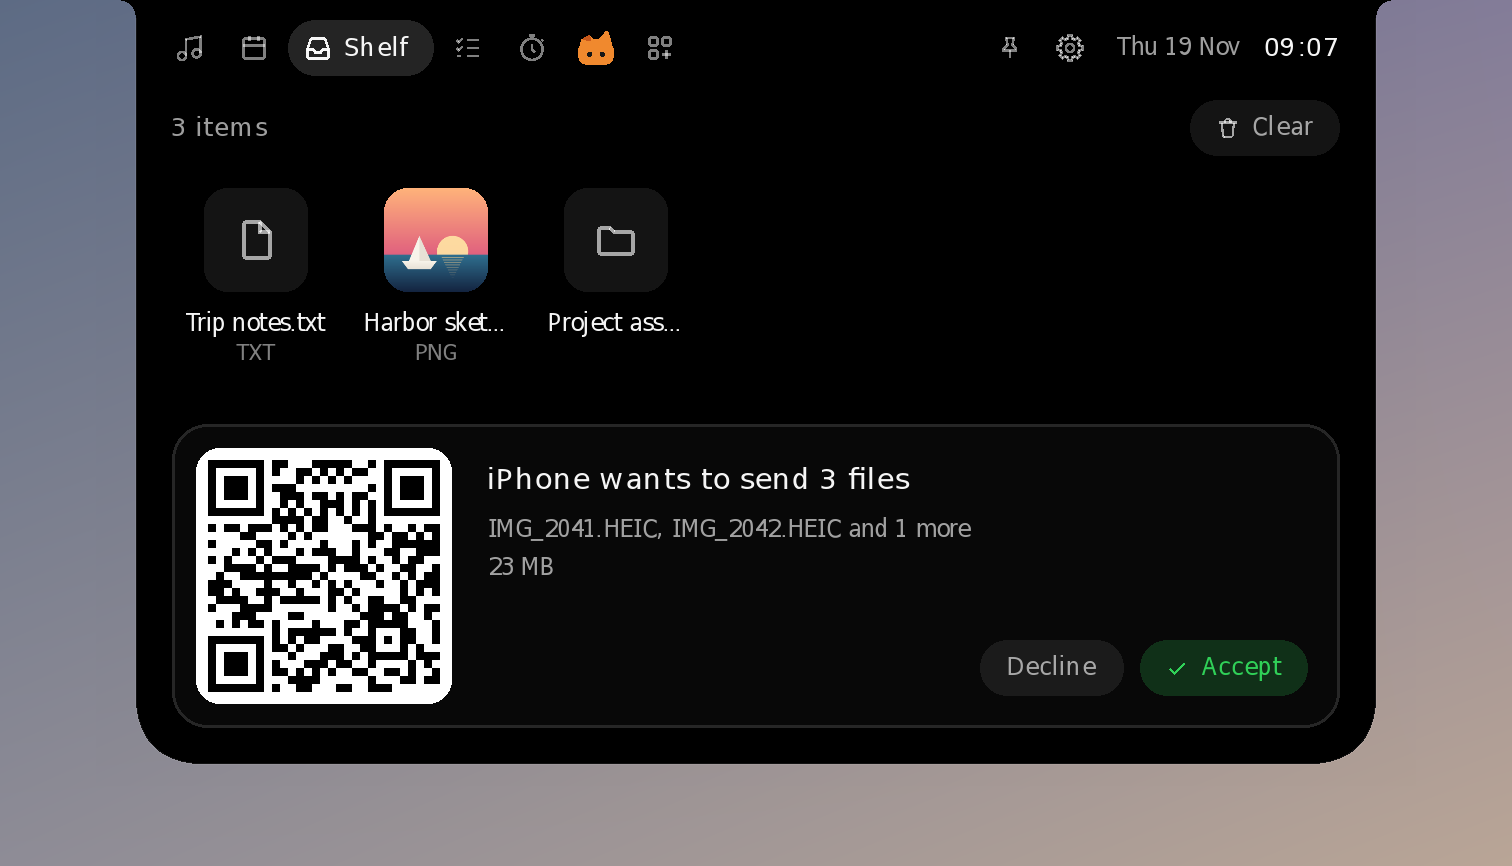 Shelf
Thu 19 Nov 09:07
3 items
Clear
Trip notes.txt
TXT
Harbor sket...
PNG
Project ass...
iPhone wants to send 3 files
IMG_2041.HEIC, IMG_2042.HEIC and 1 more
23 MB
Decline
Accept